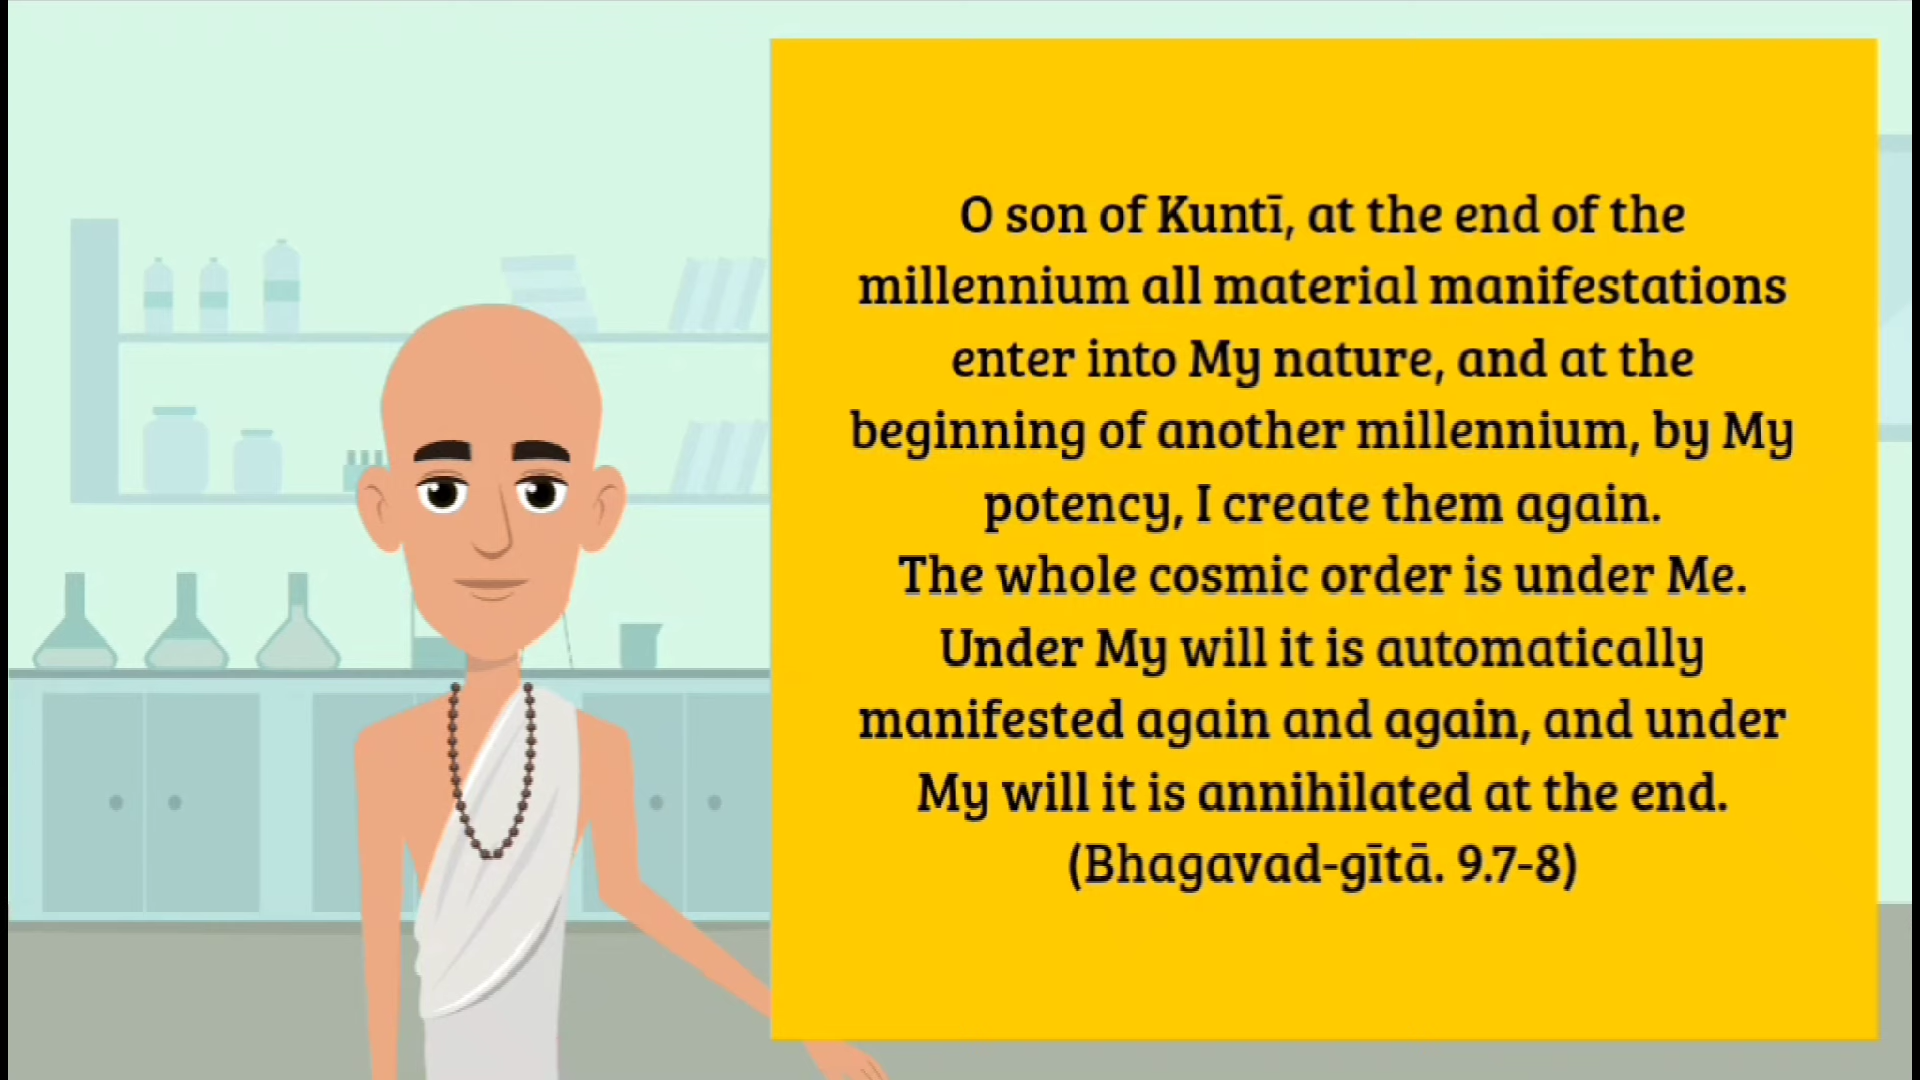 O son of Kuntī, at the end of the
millennium all material manifestations
enter into My nature, and at the
beginning of another millennium, by My
potency, I create them again.
The whole cosmic order is under Me.
Under My will it is automatically
manifested again and again, and under
My will it is annihilated at the end.
(Bhagavad-gītā. 9.7-8)